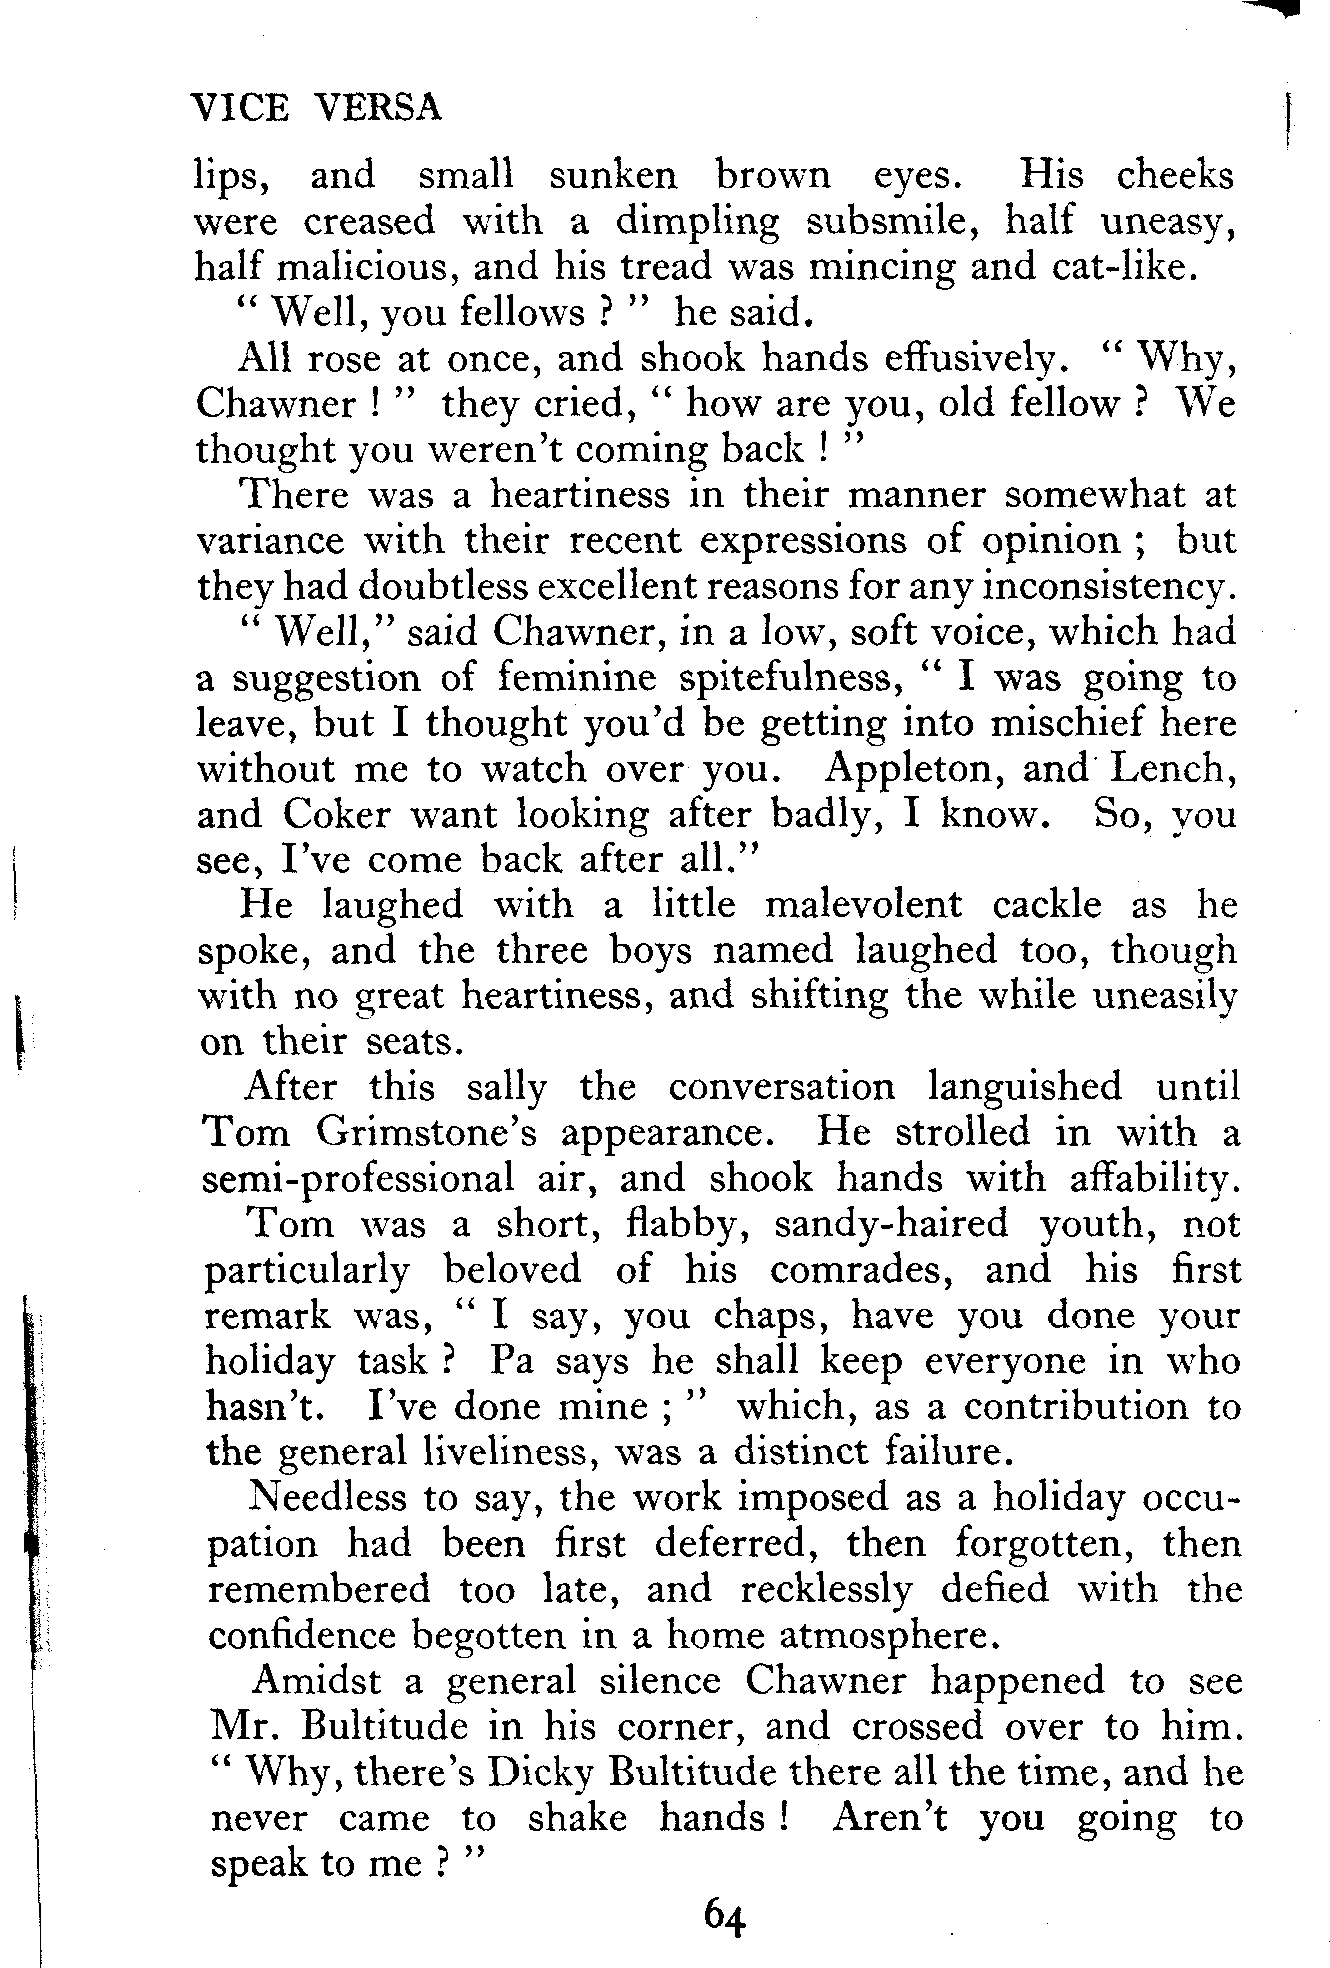 VICE VERSA
lips, and small sunken brown eyes. His cheeks
were creased with a dimpling subsmile, half uneasy,
half malicious, and his tread was mincing and cat-like.
“ Well, you fellows ? ” he said.
All rose at once, and shook hands effusively. “ Why,
Chawner ! ” they cried, “ how are you, old fellow ? We
thought you weren't coming back ! ”
There was a heartiness in their manner somewhat at
variance with their recent expressions of opinion ; but
they had doubtless excellent reasons for any inconsistency.
“ Well,” said Chawner, in a low, soft voice, which had
a suggestion of feminine spitefulness, “ I was going to
leave, but I thought you'd be getting into mischief here
without me to watch over you. Appleton, and Lench,
and Coker want looking after badly, I know. So, you
see, I've come back after all.”
He laughed with a little malevolent cackle as he
spoke, and the three boys named laughed too, though
with no great heartiness, and shifting the while uneasily
on their seats.
After this sally the conversation languished until
Tom Grimstone's appearance. He strolled in with a
semi-professional air, and shook hands with affability.
Tom was a short, flabby, sandy-haired youth, not
particularly beloved of his comrades, and his first
remark was, “ I say, you chaps, have you done your
holiday task ? Pa says he shall keep everyone in who
hasn't. I've done mine ; ” which, as a contribution to
the general liveliness, was a distinct failure.
Needless to say, the work imposed as a holiday occu-
pation had been first deferred, then forgotten, then
remembered too late, and recklessly defied with the
confidence begotten in a home atmosphere.
Amidst a general silence Chawner happened to see
Mr. Bultitude in his corner, and crossed over to him.
“ Why, there's Dicky Bultitude there all the time, and he
never came to shake hands ! Aren't you going to
speak to me ? ”
64